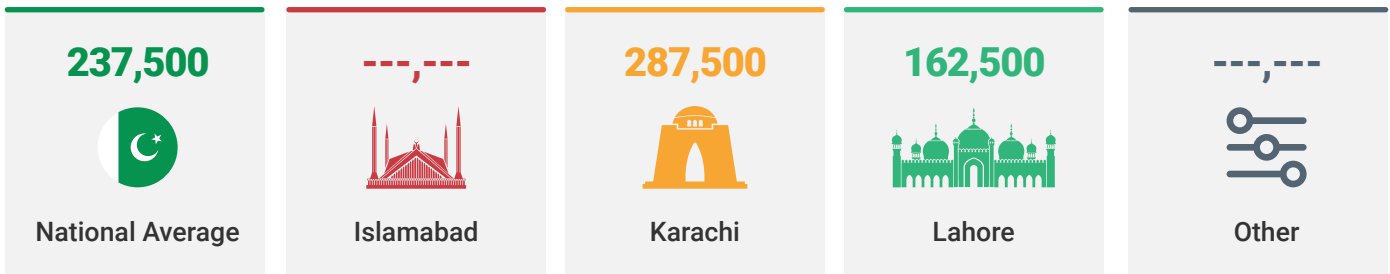 237,500
National Average
---,---
Islamabad
287,500
Karachi
162,500
Lahore
---,---
Other